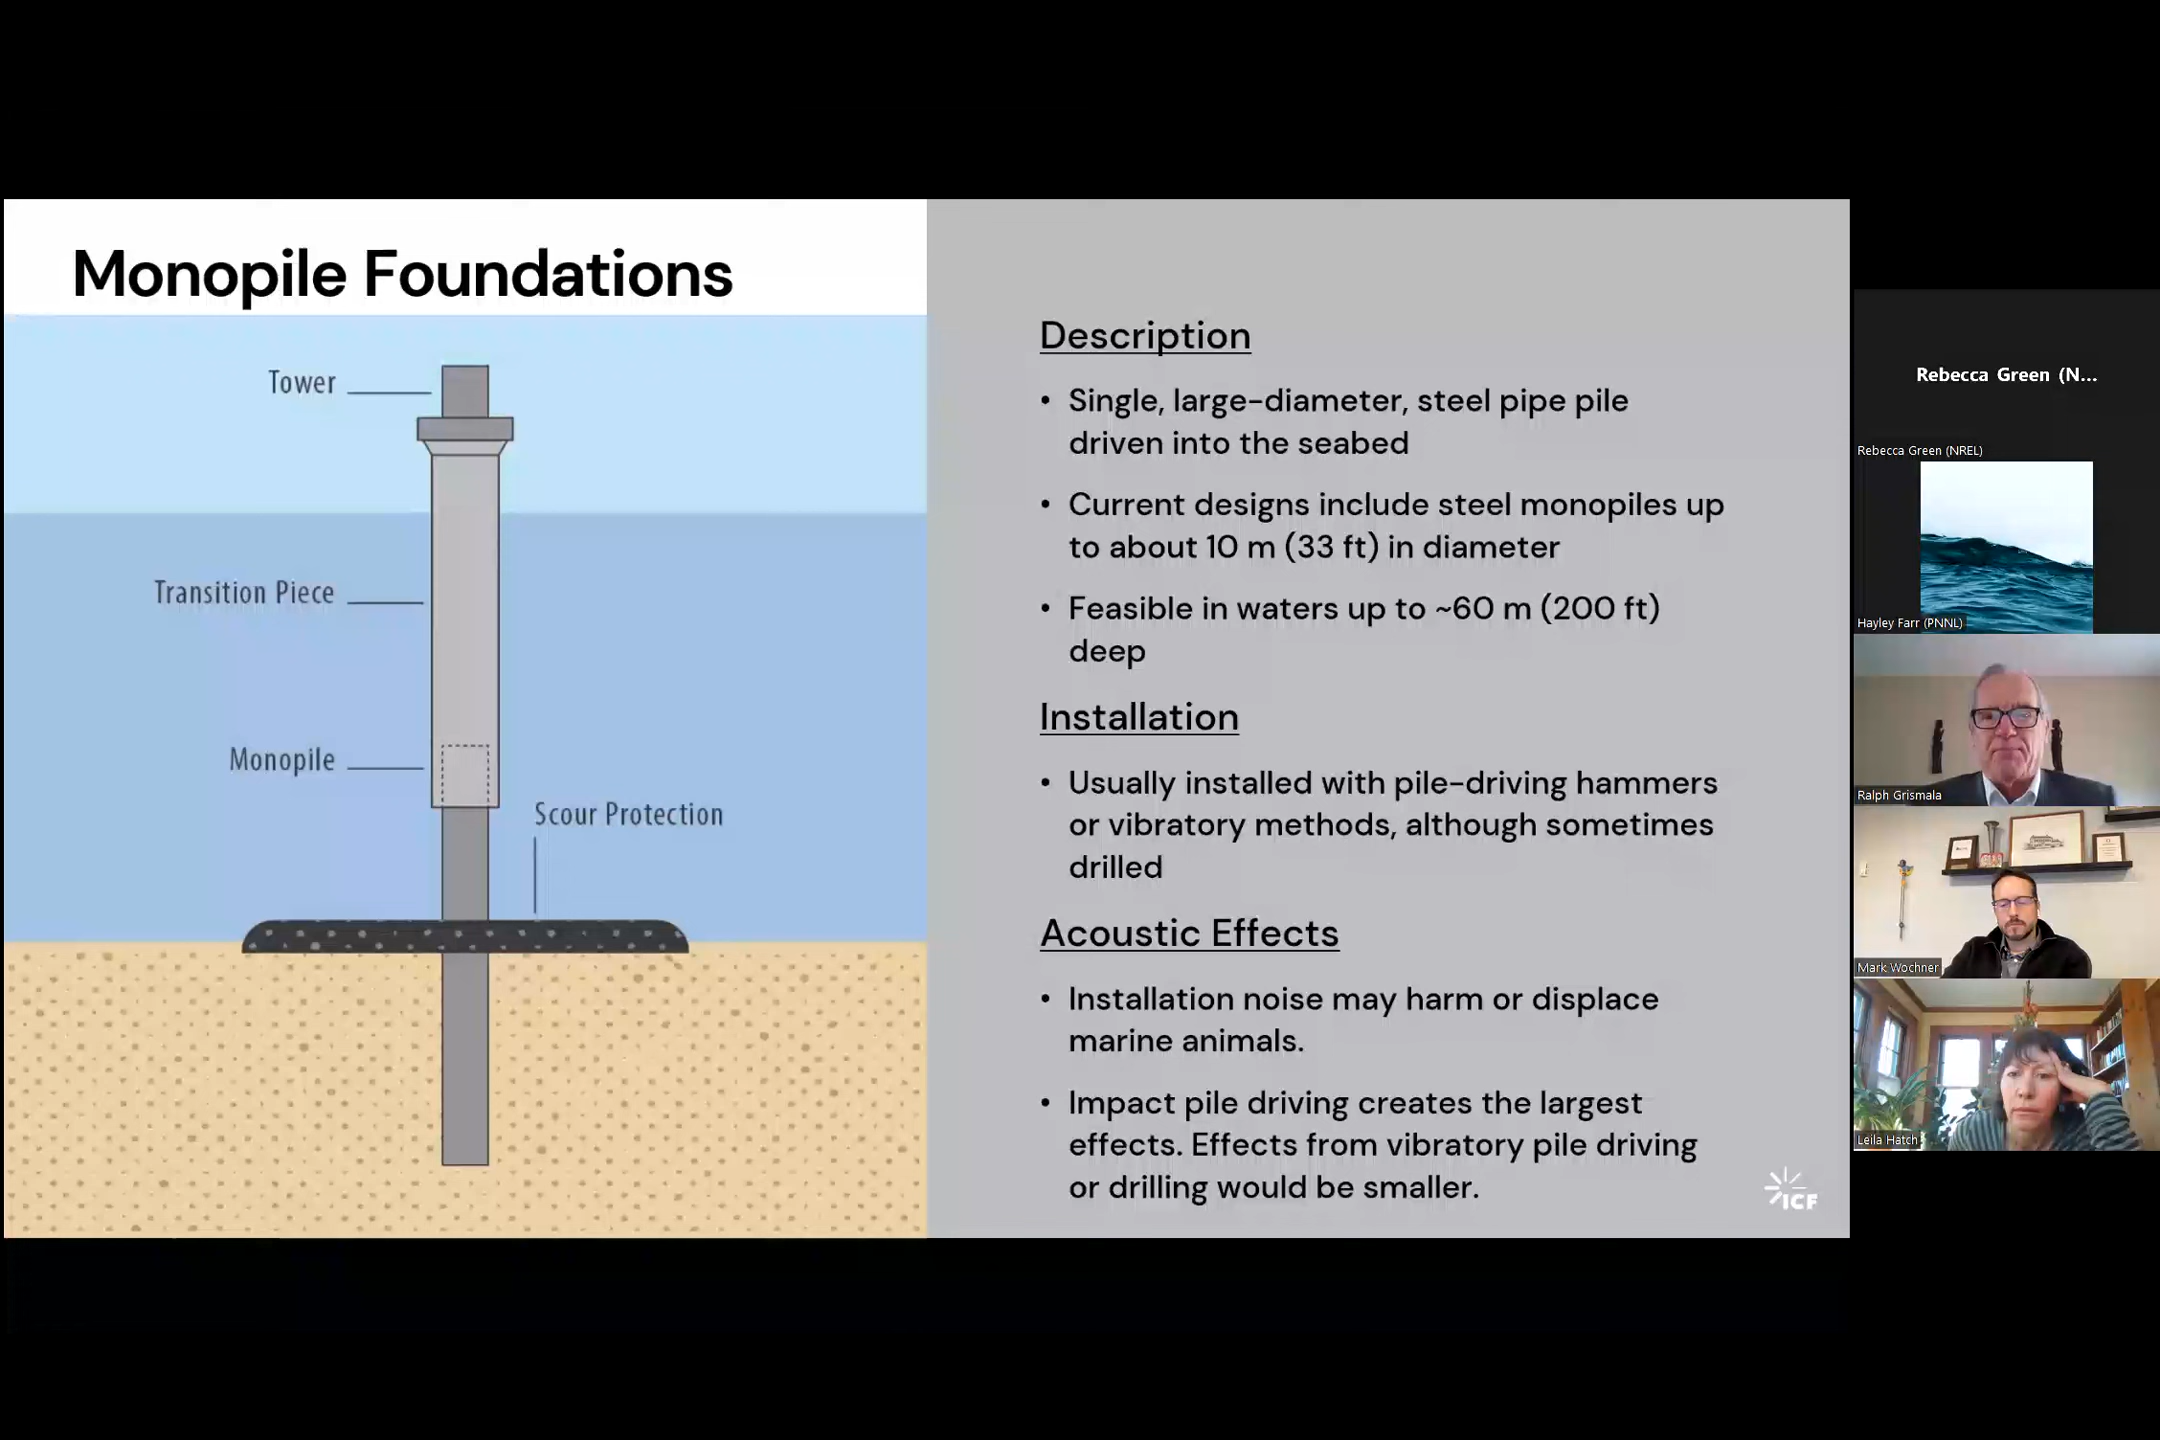 Monopile Foundations
Tower
Transition Piece
Monopile
Scour Protection
Description
• Single, large-diameter, steel pipe pile
driven into the seabed
• Current designs include steel monopiles up
to about 10 m (33 ft) in diameter
• Feasible in waters up to ~60 m (200 ft)
deep
Installation
• Usually installed with pile-driving hammers
or vibratory methods, although sometimes
drilled
Acoustic Effects
• Installation noise may harm or displace
marine animals.
• Impact pile driving creates the largest
effects. Effects from vibratory pile driving
or drilling would be smaller.
ICF
Rebecca Green (N...
Rebecca Green (NREL)
Hayley Farr (PNNL)
Ralph Grismala
Mark Wochner
Leila Hatch